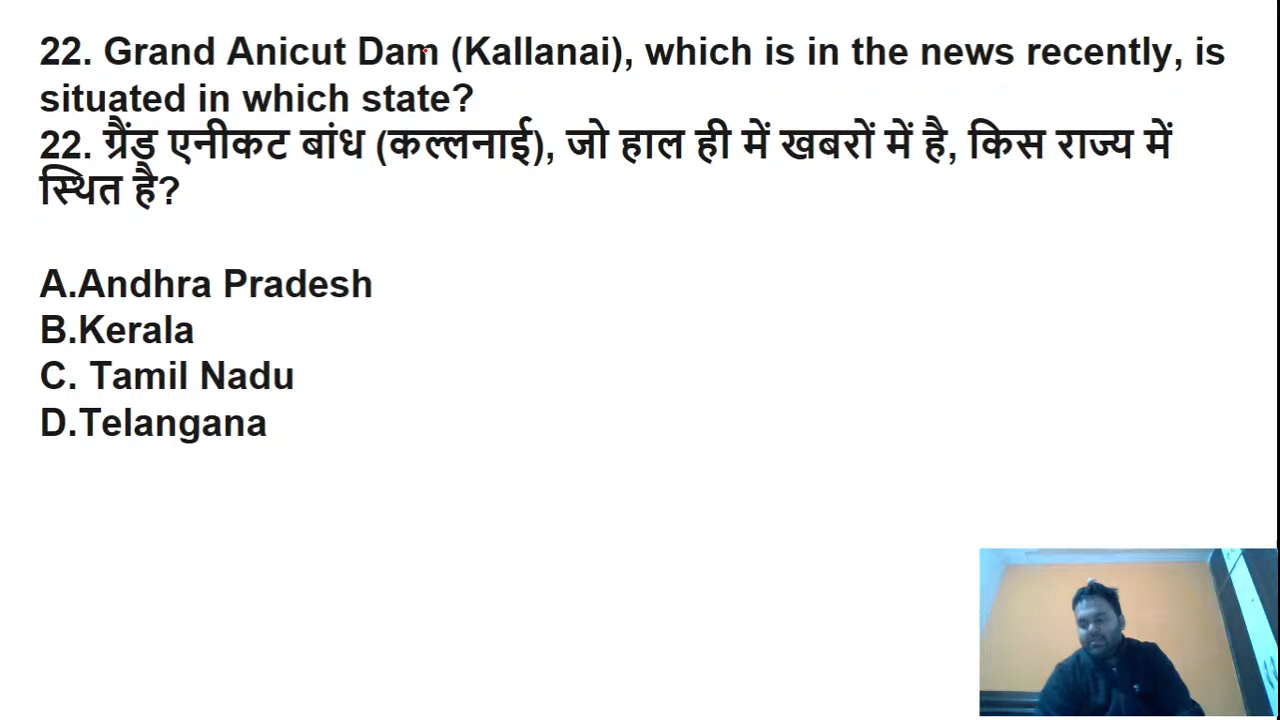 22. Grand Anicut Dam (Kallanai), which is in the news recently, is
situated in which state?
22. ग्रैंड एनीकट बांध (कल्लनाई), जो हाल ही में खबरों में है, किस राज्य में
स्थित है?
A.Andhra Pradesh
B.Kerala
C. Tamil Nadu
D.Telangana